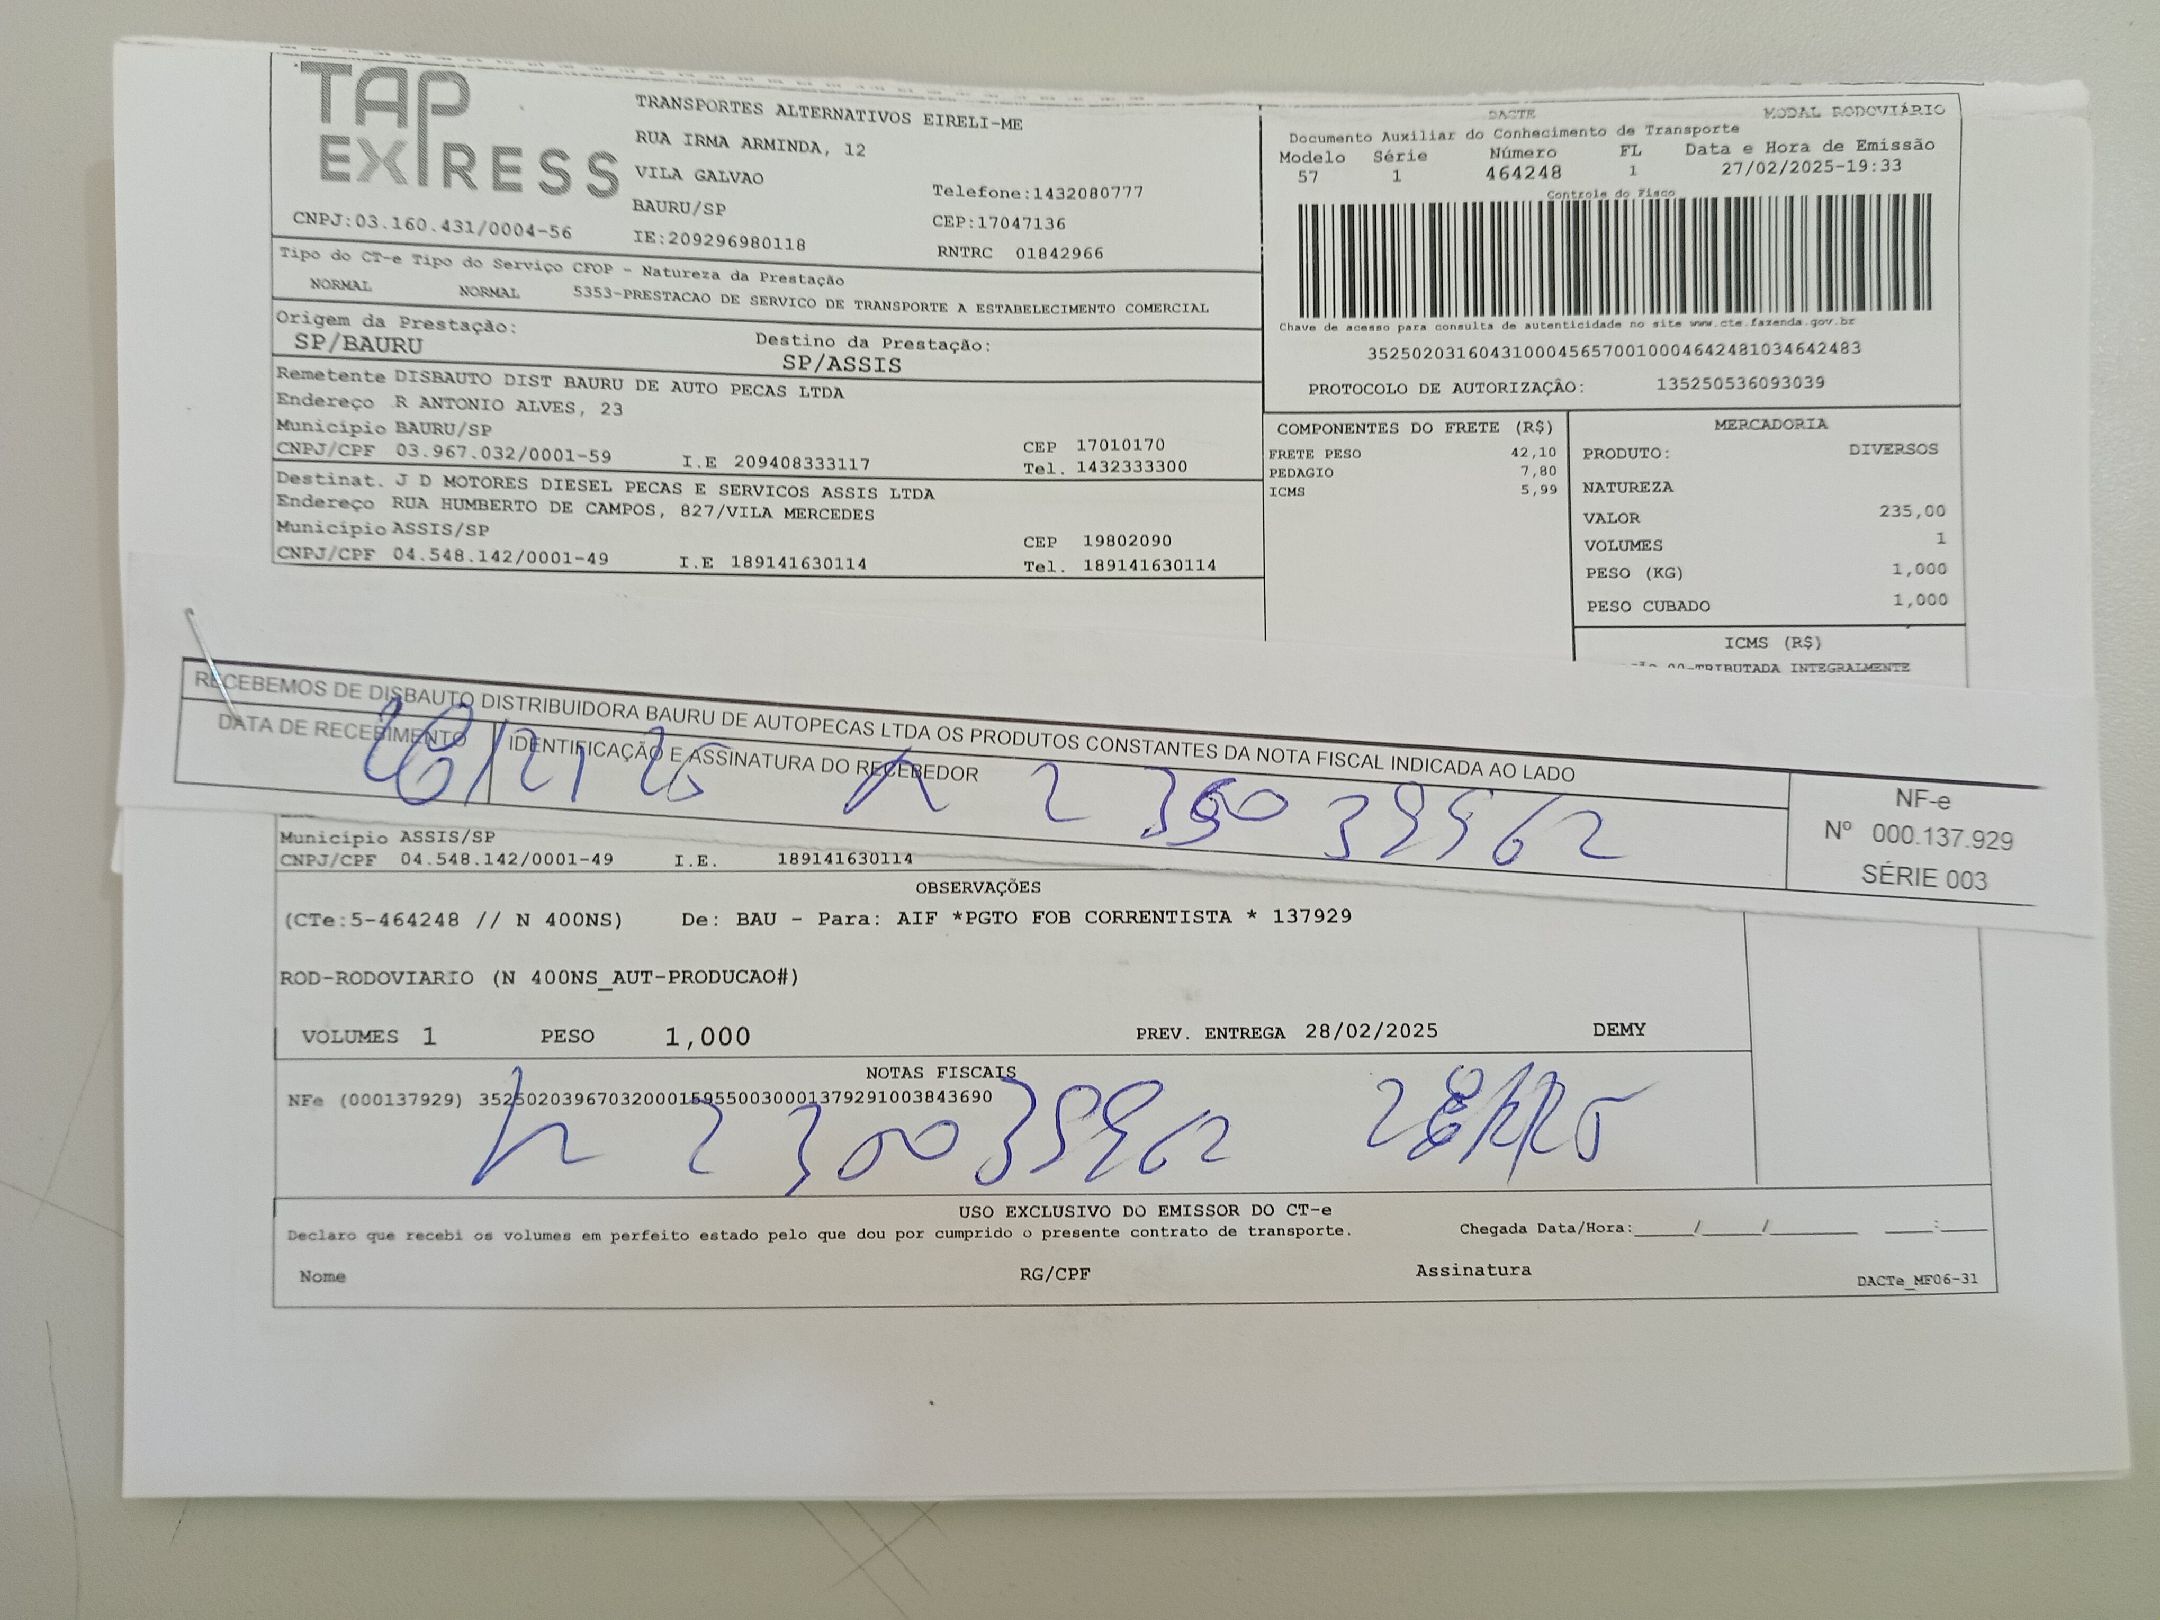 TAP
EXPRESS
TRANSPORTES ALTERNATIVOS EIRELI-ME
RUA IRMA ARMINDA, 12
VILA GALVAO
BAURU/SP
Telefone:1432080777
CEP:17047136
CNPJ:03.160.431/0004-56
IE:209296980118
RNTRC 01842966
Tipo do CT-e Tipo do Serviço CFOP - Natureza da Prestação
NORMAL NORMAL 5353-PRESTACAO DE SERVICO DE TRANSPORTE A ESTABELECIMENTO COMERCIAL
Origem da Prestação:
SP/BAURU
Destino da Prestação:
SP/ASSIS
Remetente DISBAUTO DIST BAURU DE AUTO PECAS LTDA
Endereço R ANTONIO ALVES, 23
Município BAURU/SP
CEP 17010170
CNPJ/CPF 03.967.032/0001-59 I.E 209408333117 Tel. 1432333300
Destinat. J D MOTORES DIESEL PECAS E SERVICOS ASSIS LTDA
Endereço RUA HUMBERTO DE CAMPOS, 827/VILA MERCEDES
Município ASSIS/SP
CEP 19802090
CNPJ/CPF 04.548.142/0001-49 I.E 189141630114 Tel. 189141630114
DACTE MODAL RODOVIÁRIO
Documento Auxiliar do Conhecimento de Transporte
Modelo Série Número FL Data e Hora de Emissão
57 1 464248 1 27/02/2025-19:33
Controle do Fisco
Chave de acesso para consulta de autenticidade no site www.cte.fazenda.gov.br
35250203160431000456570010004642481034642483
PROTOCOLO DE AUTORIZAÇÃO: 135250536093039
COMPONENTES DO FRETE (R$)
FRETE PESO 42,10
PEDAGIO 7,80
ICMS 5,99
MERCADORIA
PRODUTO: DIVERSOS
NATUREZA
VALOR 235,00
VOLUMES 1
PESO (KG) 1,000
PESO CUBADO 1,000
ICMS (R$)
00-TRIBUTADA INTEGRALMENTE
RECEBEMOS DE DISBAUTO DISTRIBUIDORA BAURU DE AUTOPECAS LTDA OS PRODUTOS CONSTANTES DA NOTA FISCAL INDICADA AO LADO
DATA DE RECEBIMENTO
IDENTIFICAÇÃO E ASSINATURA DO RECEBEDOR
NF-e
Nº 000.137.929
SÉRIE 003
Município ASSIS/SP
CNPJ/CPF 04.548.142/0001-49 I.E. 189141630114
OBSERVAÇÕES
(CTe:5-464248 // N 400NS) De: BAU - Para: AIF *PGTO FOB CORRENTISTA * 137929
ROD-RODOVIARIO (N 400NS_AUT-PRODUCAO#)
VOLUMES 1 PESO 1,000 PREV. ENTREGA 28/02/2025 DEMY
NOTAS FISCAIS
NFe (000137929) 35250203967032000159550030001379291003843690
USO EXCLUSIVO DO EMISSOR DO CT-e
Declaro que recebi os volumes em perfeito estado pelo que dou por cumprido o presente contrato de transporte.
Chegada Data/Hora:____/____/______ ___:___
Nome RG/CPF Assinatura
DACTe_MF06-31